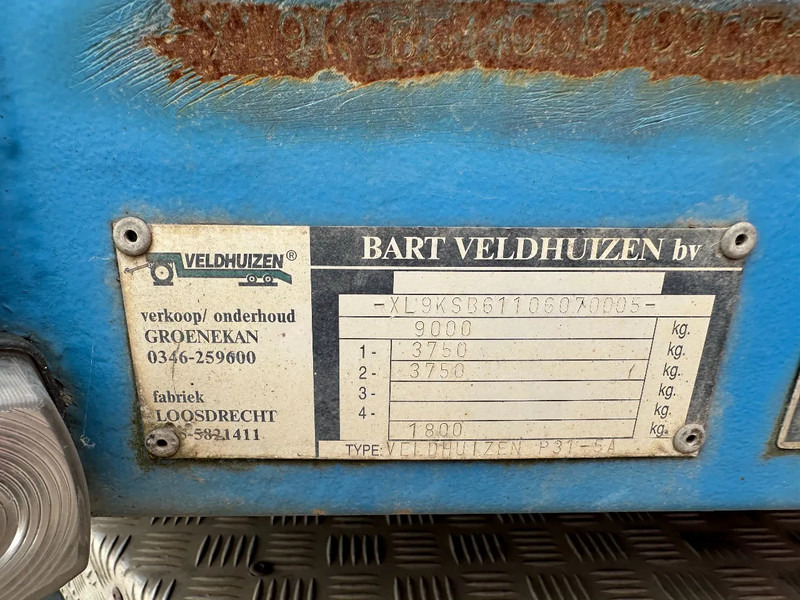 VELDHUIZEN®
verkoop/ onderhoud
GROENEKAN
0346-259600
fabriek
LOOSDRECHT
5821411
BART VELDHUIZEN bv
-XL9KSB61106070005-
9000 kg.
1- 3750 kg.
2- 3750 kg.
3- kg.
4- kg.
1800 kg.
TYPE: VELDHUIZEN P31-5A